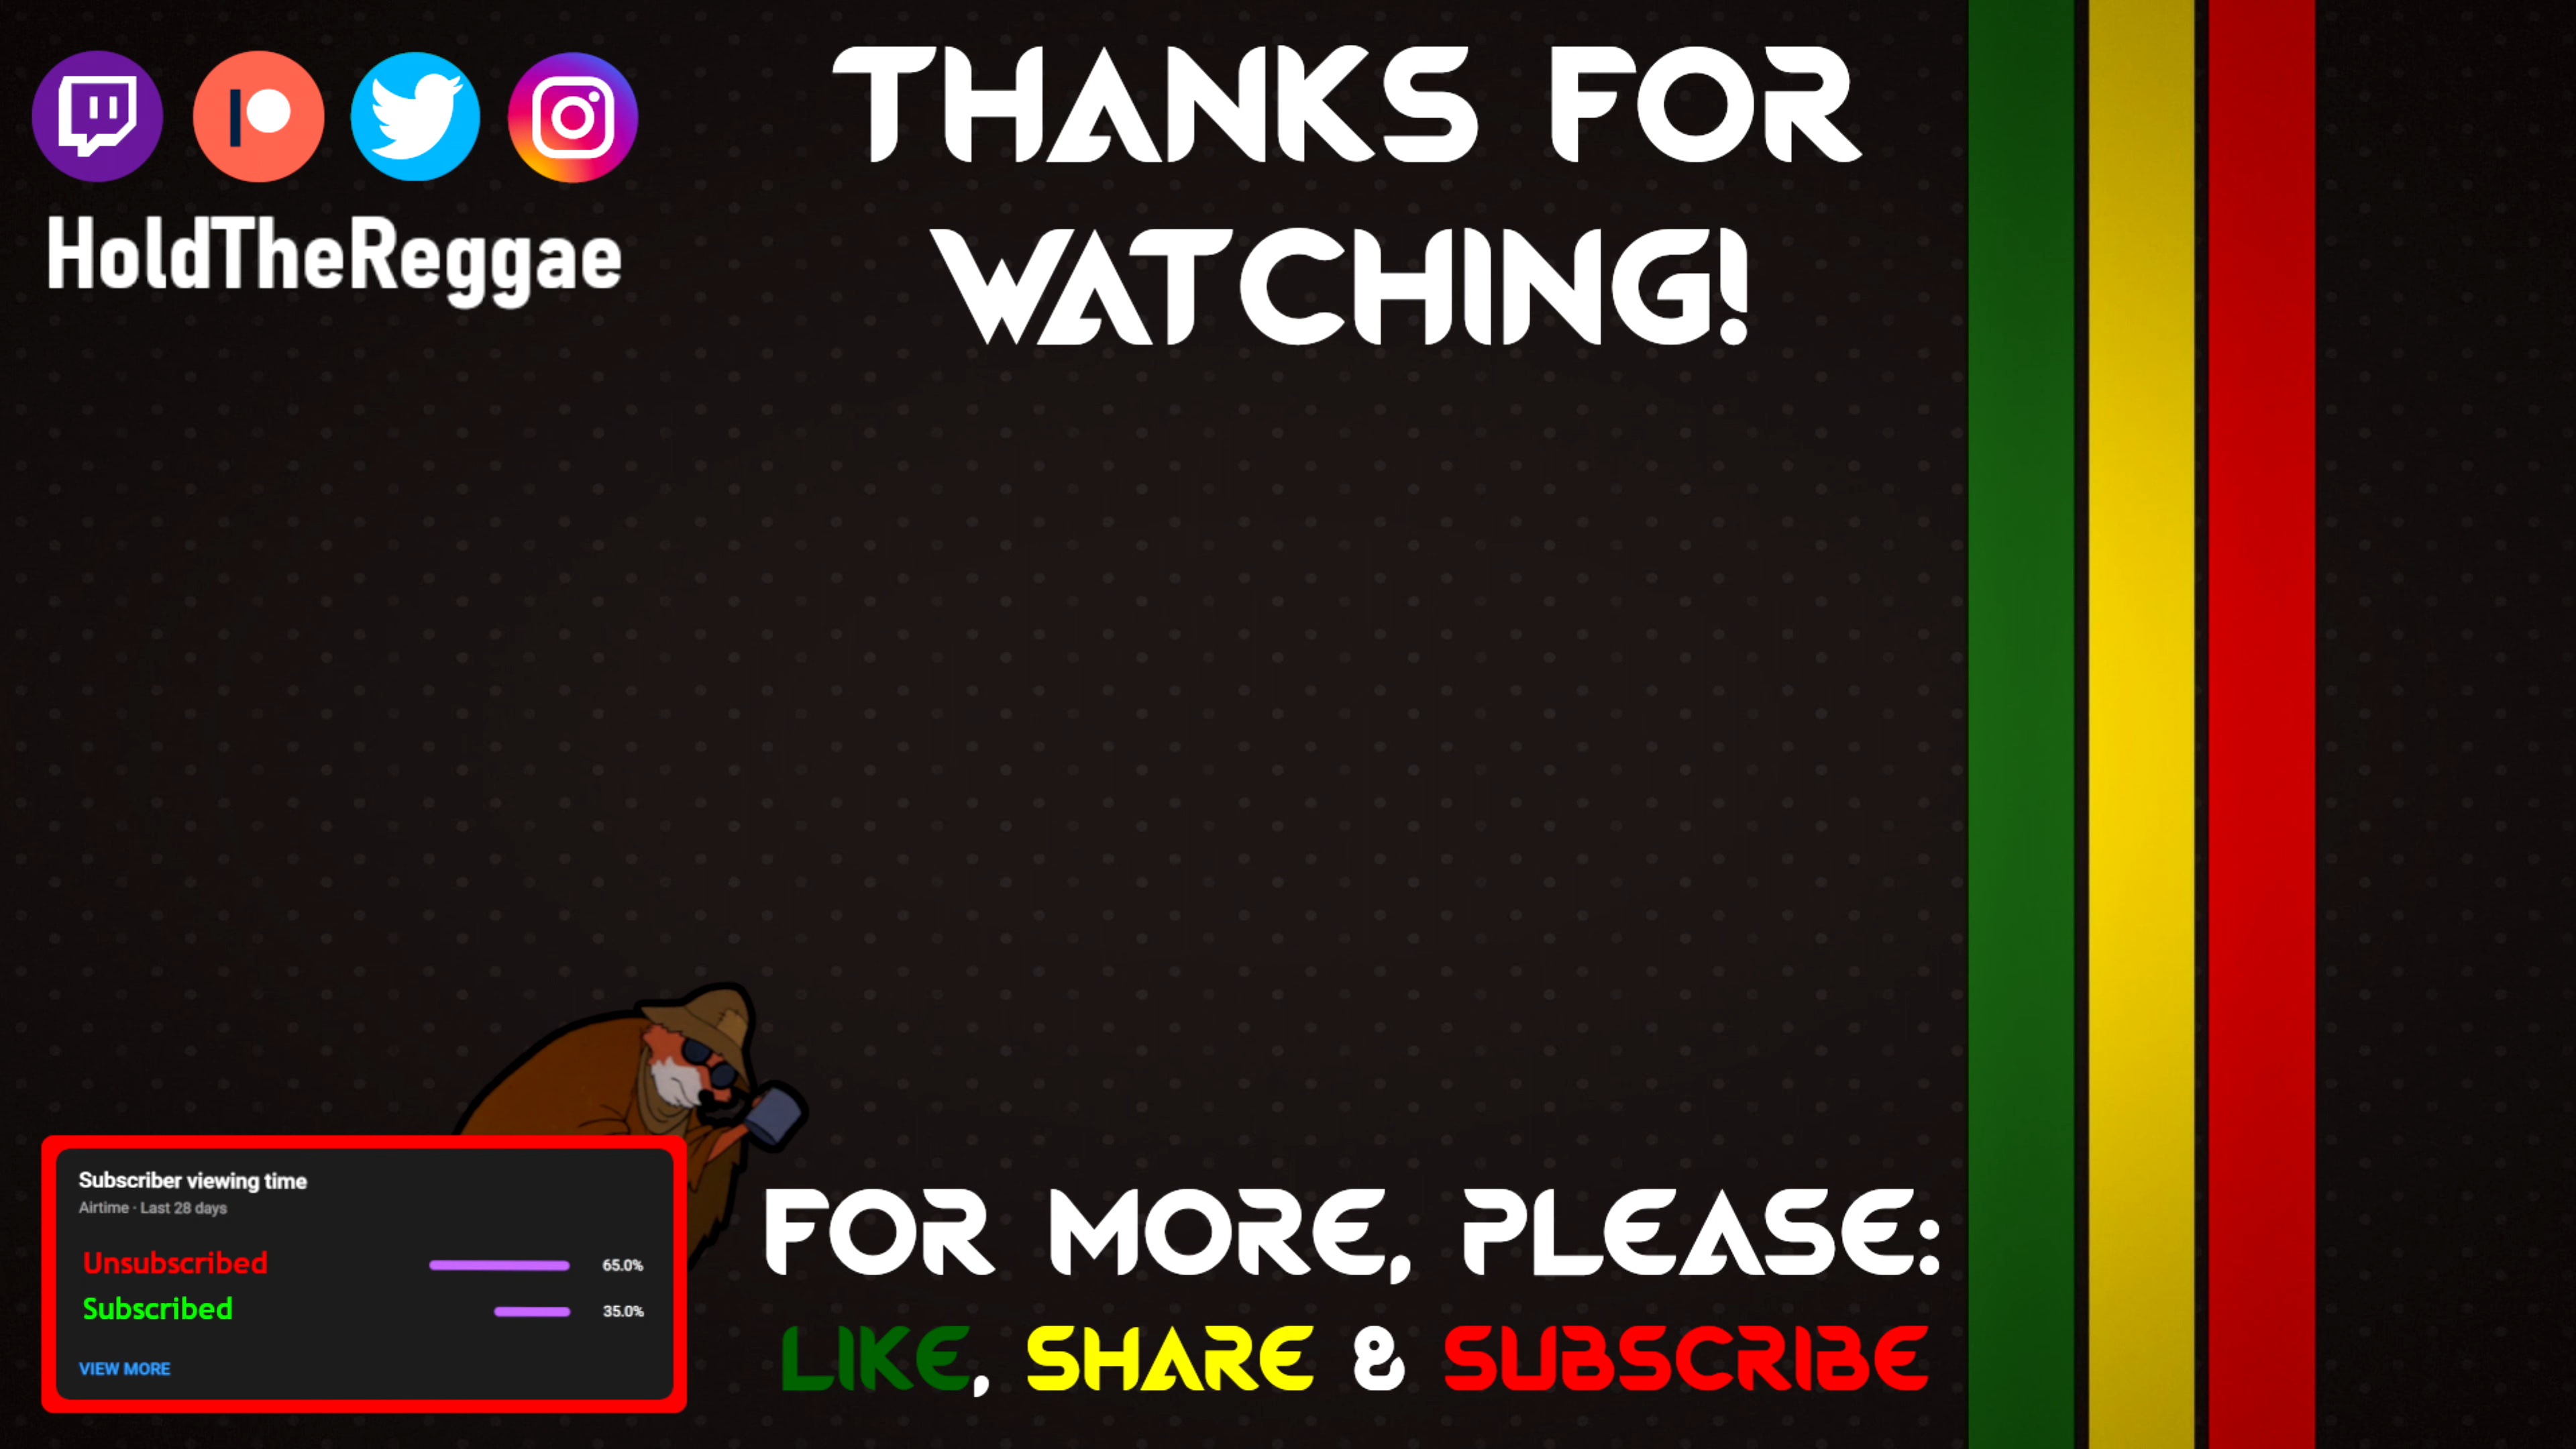 HoldTheReggae
THANKS FOR
WATCHING!
Subscriber viewing time
Airtime · Last 28 days
Unsubscribed 65.0%
Subscribed 35.0%
VIEW MORE
FOR MORE, PLEASE:
LIKE, SHARE & SUBSCRIBE